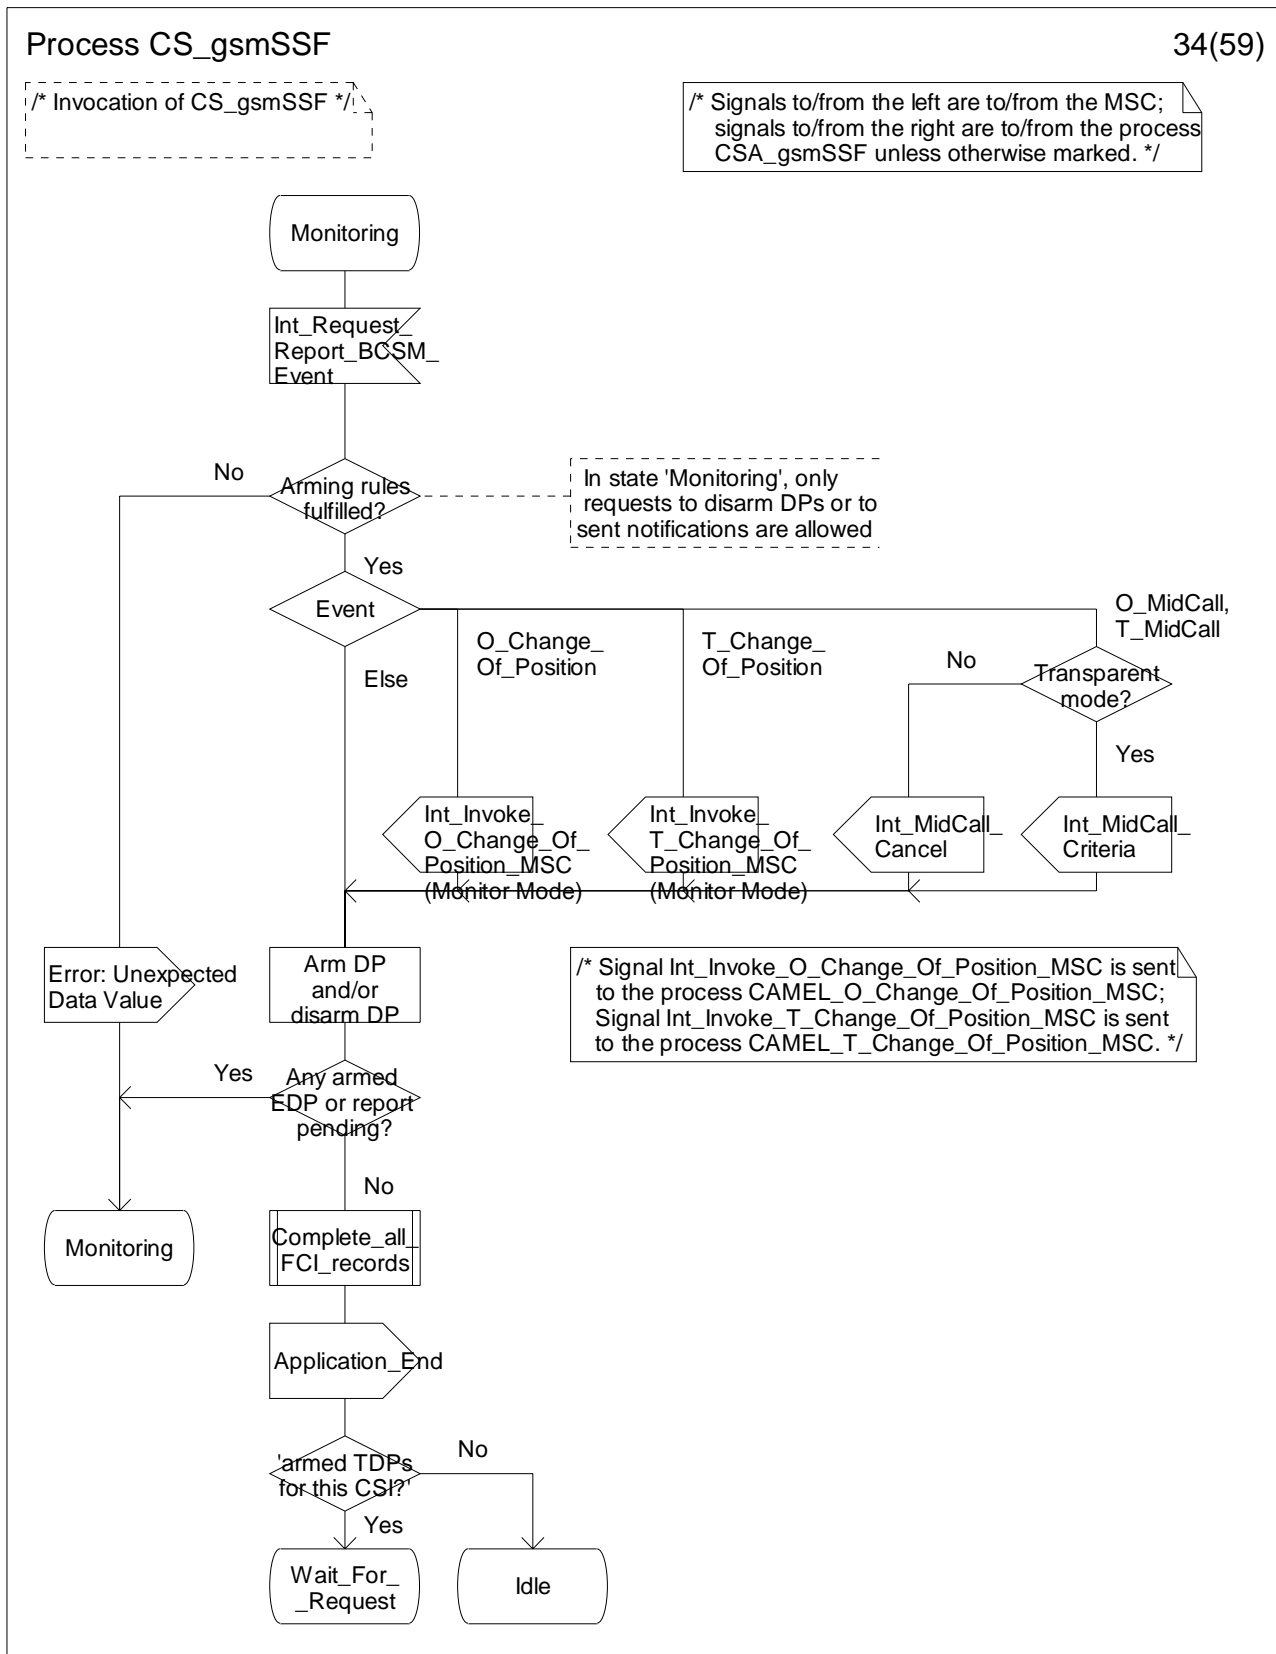 Process CS_gsmSSF
34(59)
/* Invocation of CS_gsmSSF */
/* Signals to/from the left are to/from the MSC;
signals to/from the right are to/from the process
CSA_gsmSSF unless otherwise marked. */
Monitoring
Int_Request_
Report_BCSM_
Event
No
Arming rules
fulfilled?
In state 'Monitoring', only
requests to disarm DPs or to
sent notifications are allowed
Yes
Event
O_MidCall,
T_MidCall
O_Change_
Of_Position
T_Change_
Of_Position
Else
No
Transparent
mode?
Yes
Int_Invoke_
O_Change_Of_
Position_MSC
(Monitor Mode)
Int_Invoke_
T_Change_Of_
Position_MSC
(Monitor Mode)
Int_MidCall_
Cancel
Int_MidCall_
Criteria
Error: Unexpected
Data Value
Arm DP
and/or
disarm DP
/* Signal Int_Invoke_O_Change_Of_Position_MSC is sent
to the process CAMEL_O_Change_Of_Position_MSC;
Signal Int_Invoke_T_Change_Of_Position_MSC is sent
to the process CAMEL_T_Change_Of_Position_MSC. */
Yes
Any armed
EDP or report
pending?
No
Monitoring
Complete_all_
FCI_records
Application_End
'armed TDPs
for this CSI?'
No
Yes
Wait_For_
_Request
Idle